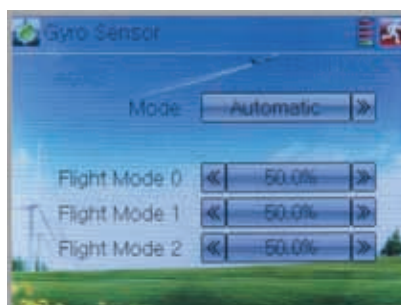 Gyro Sensor
Mode Automatic
Flight Mode 0 50.0%
Flight Mode 1 50.0%
Flight Mode 2 50.0%